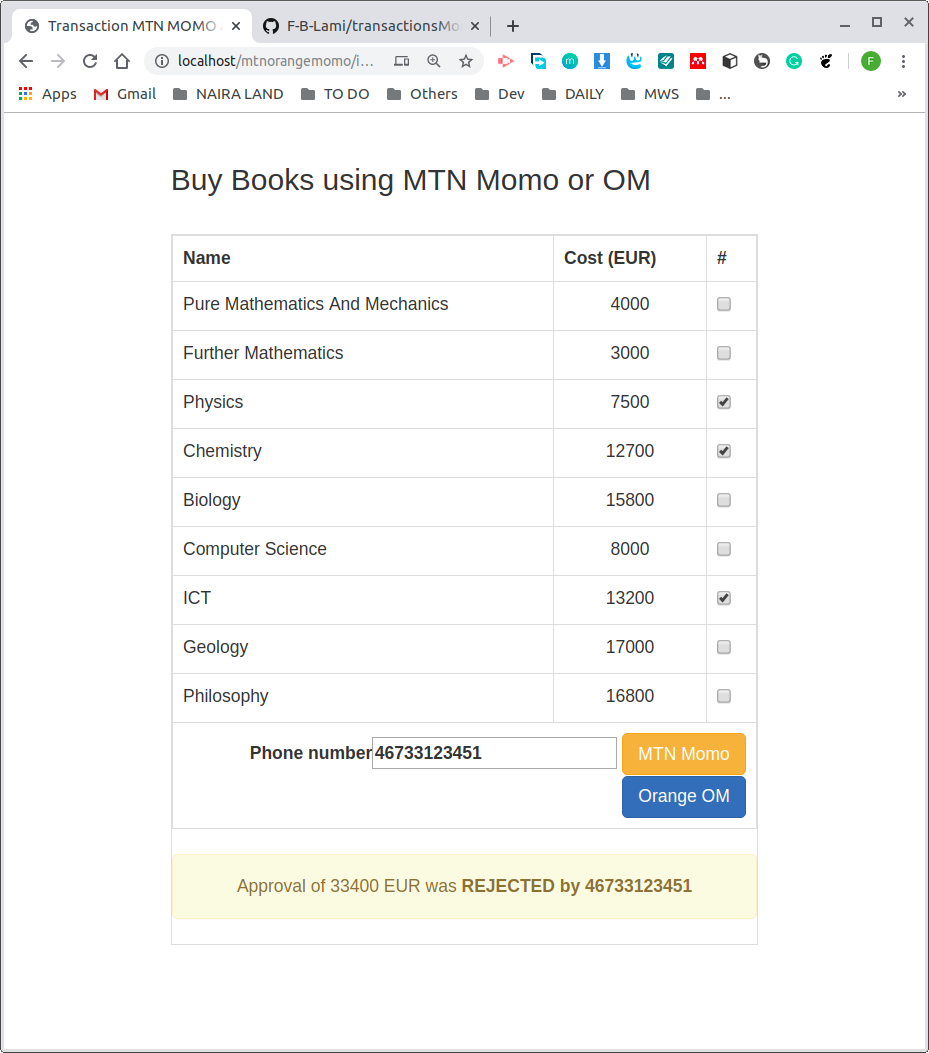 Transaction MTN MOMO
F-B-Lami/transactionsMo
localhost/mtnorangemomo/i...
Apps
Gmail
NAIRA LAND
TO DO
Others
Dev
DAILY
MWS
...
»
Buy Books using MTN Momo or OM
Name Cost (EUR) #
Pure Mathematics And Mechanics 4000
Further Mathematics 3000
Physics 7500
Chemistry 12700
Biology 15800
Computer Science 8000
ICT 13200
Geology 17000
Philosophy 16800
Phone number 46733123451 MTN Momo
Orange OM
Approval of 33400 EUR was REJECTED by 46733123451